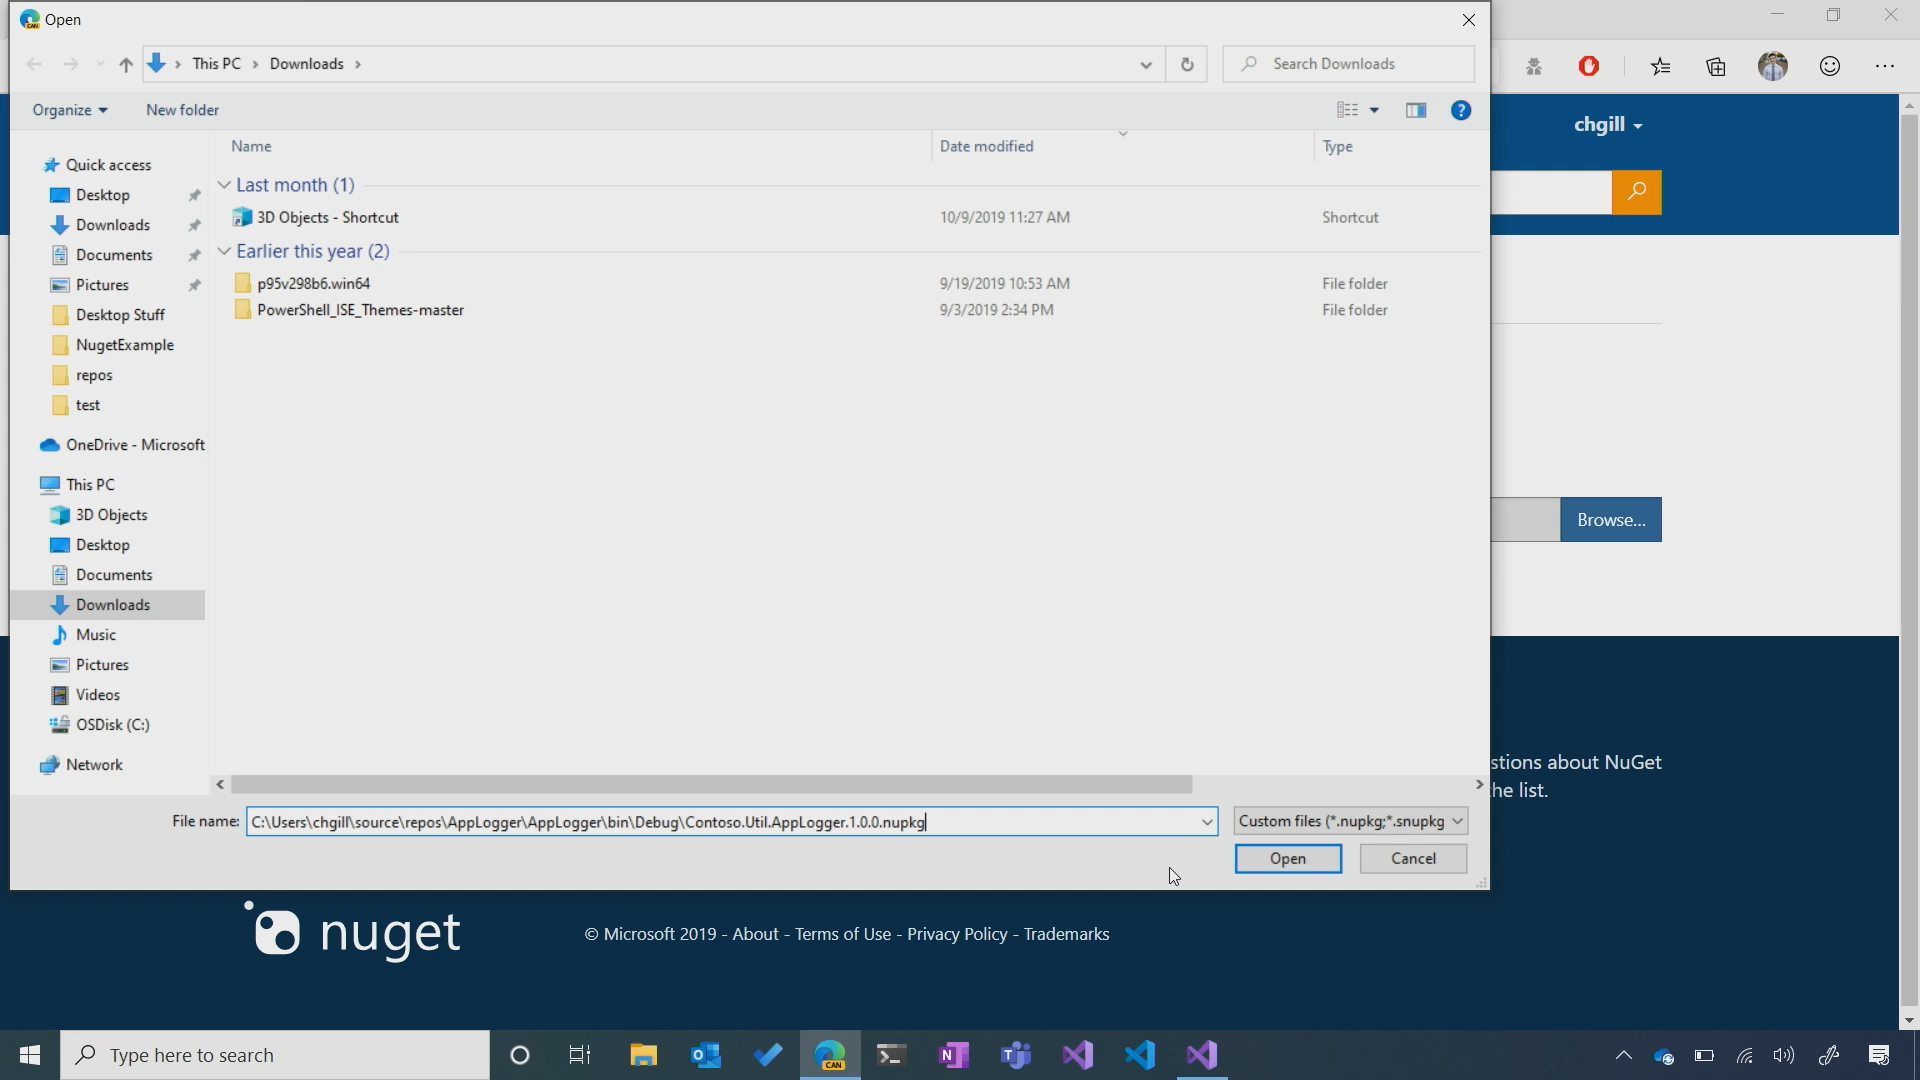 Open
This PC > Downloads >
Search Downloads
Organize
New folder
chgill
Name
Date modified
Type
Quick access
Desktop
Downloads
Documents
Pictures
Desktop Stuff
NugetExample
repos
test
OneDrive - Microsoft
This PC
3D Objects
Desktop
Documents
Downloads
Music
Pictures
Videos
OSDisk (C:)
Network
Last month (1)
3D Objects - Shortcut
10/9/2019 11:27 AM
Shortcut
Earlier this year (2)
p95v298b6.win64
9/19/2019 10:53 AM
File folder
PowerShell_ISE_Themes-master
9/3/2019 2:34 PM
File folder
Browse...
stions about NuGet
he list.
File name:
C:\Users\chgill\source\repos\AppLogger\AppLogger\bin\Debug\Contoso.Util.AppLogger.1.0.0.nupkg
Custom files (*.nupkg;*.snupkg
Open
Cancel
nuget
© Microsoft 2019 - About - Terms of Use - Privacy Policy - Trademarks
Type here to search
CAN